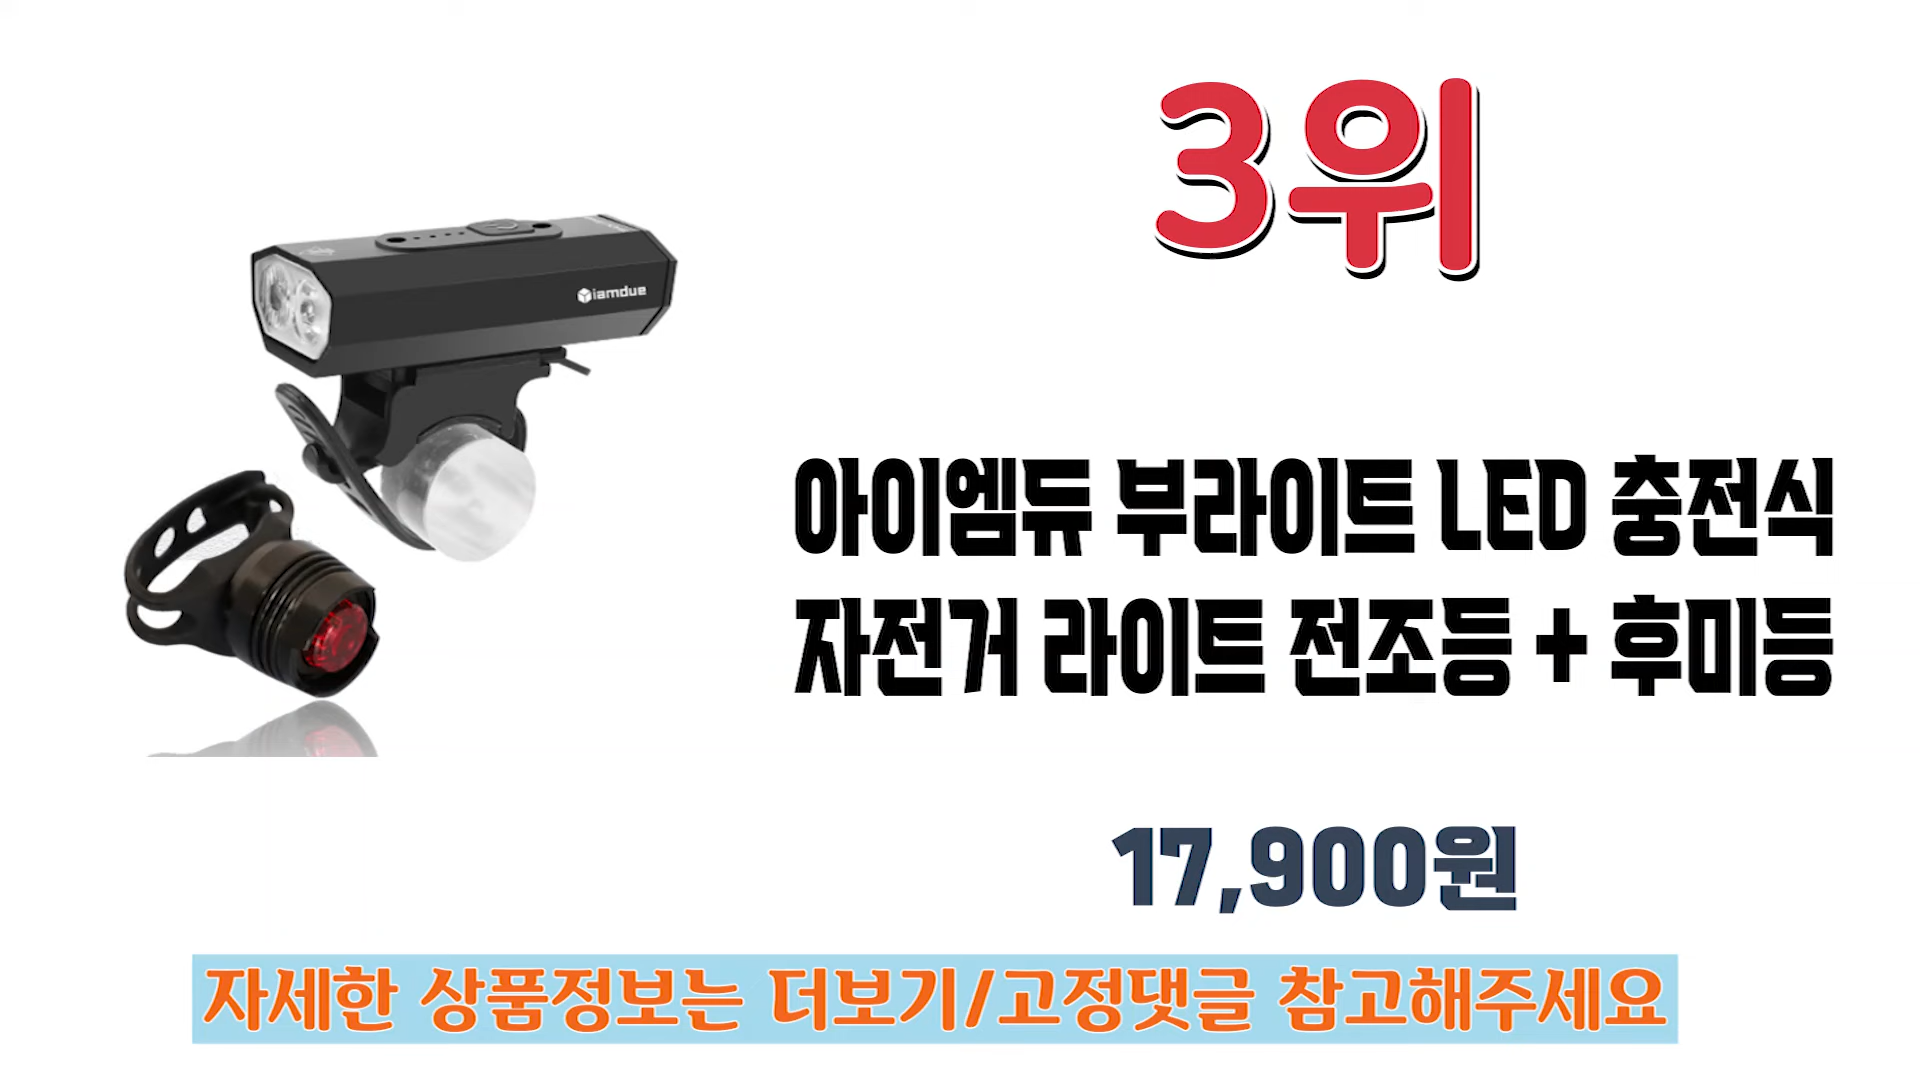 3위
iamdue
아이엠듀 부라이트 LED 충전식
자전거 라이트 전조등 + 후미등
17,900원
자세한 상품정보는 더보기/고정댓글 참고해주세요